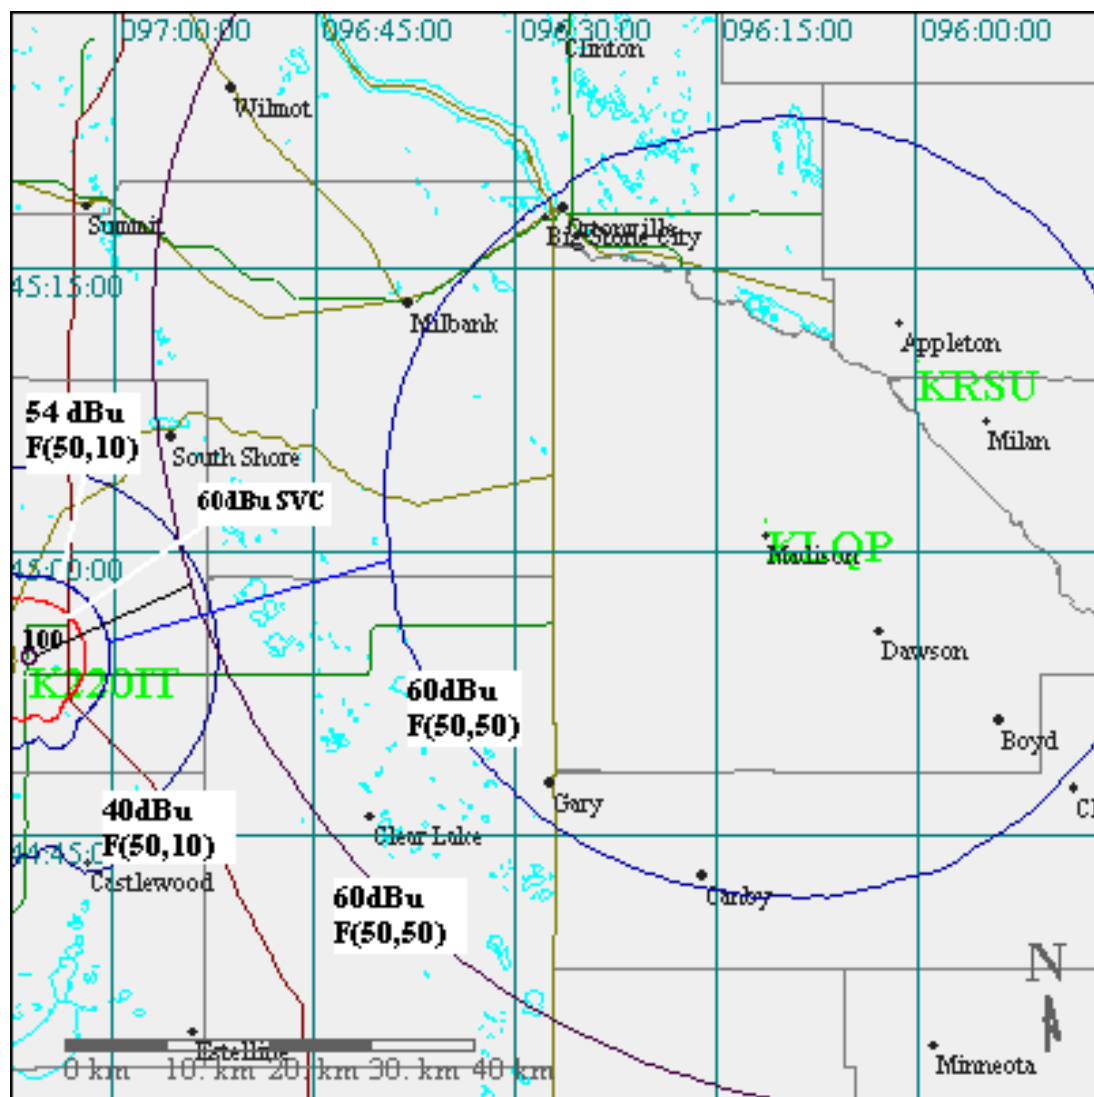 097:00:00 096:45:00 096:30:00 096:15:00 096:00:00
Clinton
Wilmot
Summit
Ortonville
Big Stone City
45:15:00
Milbank
Appleton
KRSU
54 dBu
F(50,10)
Milan
South Shore
60dBu SVC
KLQP
Madison
45:00:00
100
Dawson
K220IT
60dBu
F(50,50)
Boyd
Gary
40dBu
F(50,10)
Clear Lake
44:45:0
Castlewood
Canby
60dBu
F(50,50)
N
Estelline
Minneota
0 km 10. km 20. km 30. km 40 km